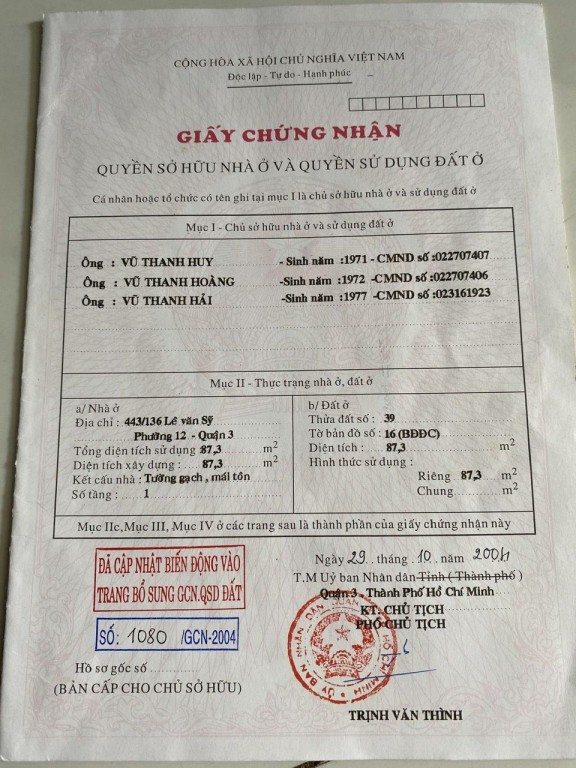 CỘNG HÒA XÃ HỘI CHỦ NGHĨA VIỆT NAM
Độc lập - Tự do - Hạnh phúc
GIẤY CHỨNG NHẬN
QUYỀN SỞ HỮU NHÀ Ở VÀ QUYỀN SỬ DỤNG ĐẤT Ở
Cá nhân hoặc tổ chức có tên ghi tại mục I là chủ sở hữu nhà ở và sử dụng đất ở
Mục I - Chủ sở hữu nhà ở và sử dụng đất ở
Ông : VŨ THANH HUY - Sinh năm : 1971 - CMND số : 022707407
Ông : VŨ THANH HOÀNG - Sinh năm : 1972 - CMND số : 022707406
Ông : VŨ THANH HẢI - Sinh năm : 1977 - CMND số : 023161923
Mục II - Thực trạng nhà ở, đất ở
a/ Nhà ở
Địa chỉ : 443/136 Lê văn Sỹ
Phường 12 - Quận 3
Tổng diện tích sử dụng : 87,3 m2
Diện tích xây dựng : 87,3 m2
Kết cấu nhà : Tường gạch , mái tôn
Số tầng : 1
b/ Đất ở
Thửa đất số : 39
Tờ bản đồ số : 16 (BĐĐC)
Diện tích : 87,3 m2
Hình thức sử dụng :
Riêng 87,3 m2
Chung m2
Mục IIc, Mục III, Mục IV ở các trang sau là thành phần của giấy chứng nhận này
ĐÃ CẬP NHẬT BIẾN ĐỘNG VÀO
TRANG BỔ SUNG GCN.QSD ĐẤT
SỐ: 1080 /GCN-2004
Hồ sơ gốc số
(BẢN CẤP CHO CHỦ SỞ HỮU)
Ngày 29 tháng 10 năm 2004
T.M Uỷ ban Nhân dân Tỉnh ( Thành phố )
Quận 3 - Thành Phố Hồ Chí Minh
KT. CHỦ TỊCH
PHÓ CHỦ TỊCH
TRỊNH VĂN THÌNH